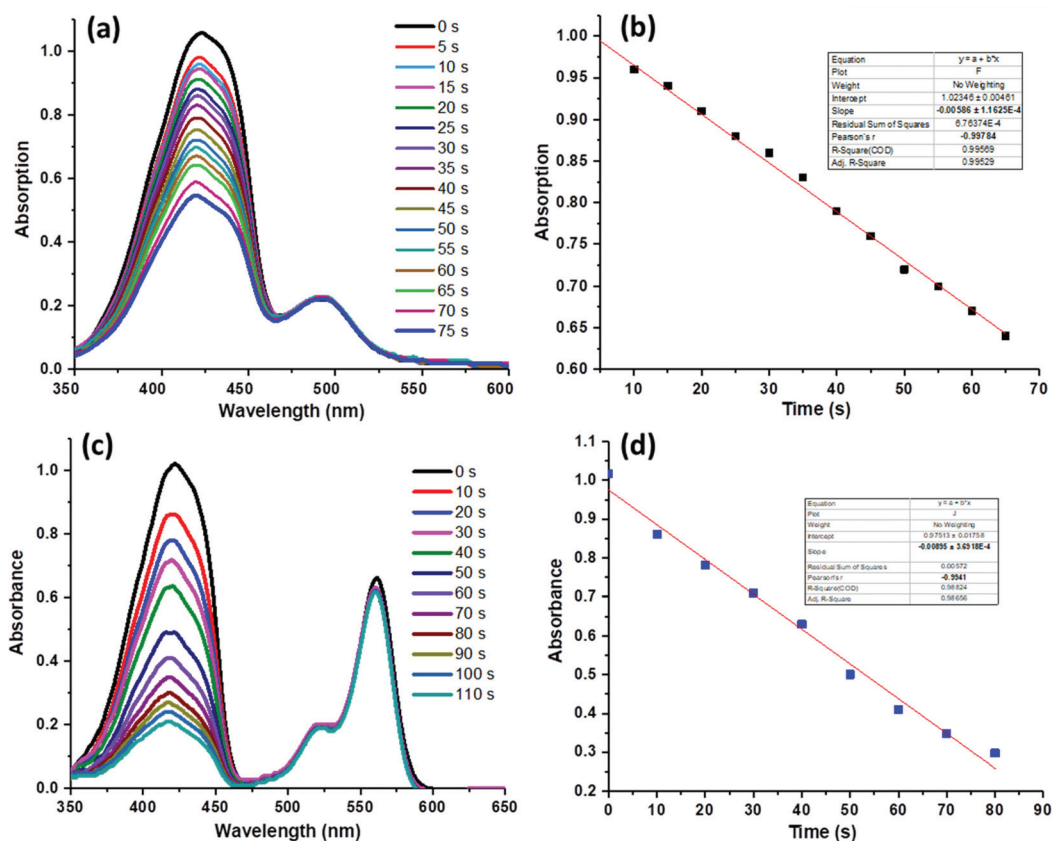 (a)
Absorption
1.0
0.8
0.6
0.4
0.2
0.0
350 400 450 500 550 600
Wavelength (nm)
0 s
5 s
10 s
15 s
20 s
25 s
30 s
35 s
40 s
45 s
50 s
55 s
60 s
65 s
70 s
75 s
(b)
Absorption
1.00
0.95
0.90
0.85
0.80
0.75
0.70
0.65
0.60
10 20 30 40 50 60 70
Time (s)
Equation y = a + b*x
Plot F
Weight No Weighting
Intercept 1.02346 ± 0.00461
Slope -0.00586 ± 1.1625E-4
Residual Sum of Squares 6.76374E-4
Pearson's r -0.99784
R-Square(COD) 0.99569
Adj. R-Square 0.99529
(c)
Absorbance
1.0
0.8
0.6
0.4
0.2
0.0
350 400 450 500 550 600 650
Wavelength (nm)
0 s
10 s
20 s
30 s
40 s
50 s
60 s
70 s
80 s
90 s
100 s
110 s
(d)
Absorbance
1.1
1.0
0.9
0.8
0.7
0.6
0.5
0.4
0.3
0.2
0 10 20 30 40 50 60 70 80 90
Time (s)
Equation y = a + b*x
Plot J
Weight No Weighting
Intercept 0.97513 ± 0.01758
Slope -0.00895 ± 3.6918E-4
Residual Sum of Squares 0.00572
Pearson's r -0.9941
R-Square(COD) 0.98824
Adj. R-Square 0.98656